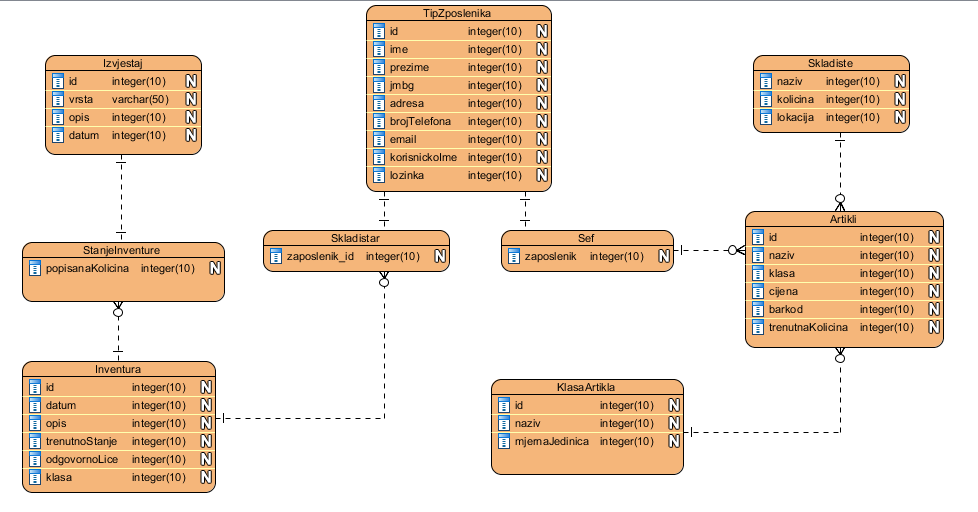 TipZposlenika
id integer(10) N
ime integer(10) N
prezime integer(10) N
jmbg integer(10) N
adresa integer(10) N
brojTelefona integer(10) N
email integer(10) N
korisnickoIme integer(10) N
lozinka integer(10) N
Izvjestaj
id integer(10) N
vrsta varchar(50) N
opis integer(10) N
datum integer(10) N
Skladiste
naziv integer(10) N
kolicina integer(10) N
lokacija integer(10) N
StanjeInventure
popisanaKolicina integer(10) N
Skladistar
zaposlenik_id integer(10) N
Sef
zaposlenik integer(10) N
Artikli
id integer(10) N
naziv integer(10) N
klasa integer(10) N
cijena integer(10) N
barkod integer(10) N
trenutnaKolicina integer(10) N
Inventura
id integer(10) N
datum integer(10) N
opis integer(10) N
trenutnoStanje integer(10) N
odgovornoLice integer(10) N
klasa integer(10) N
KlasaArtikla
id integer(10) N
naziv integer(10) N
mjernaJedinica integer(10) N